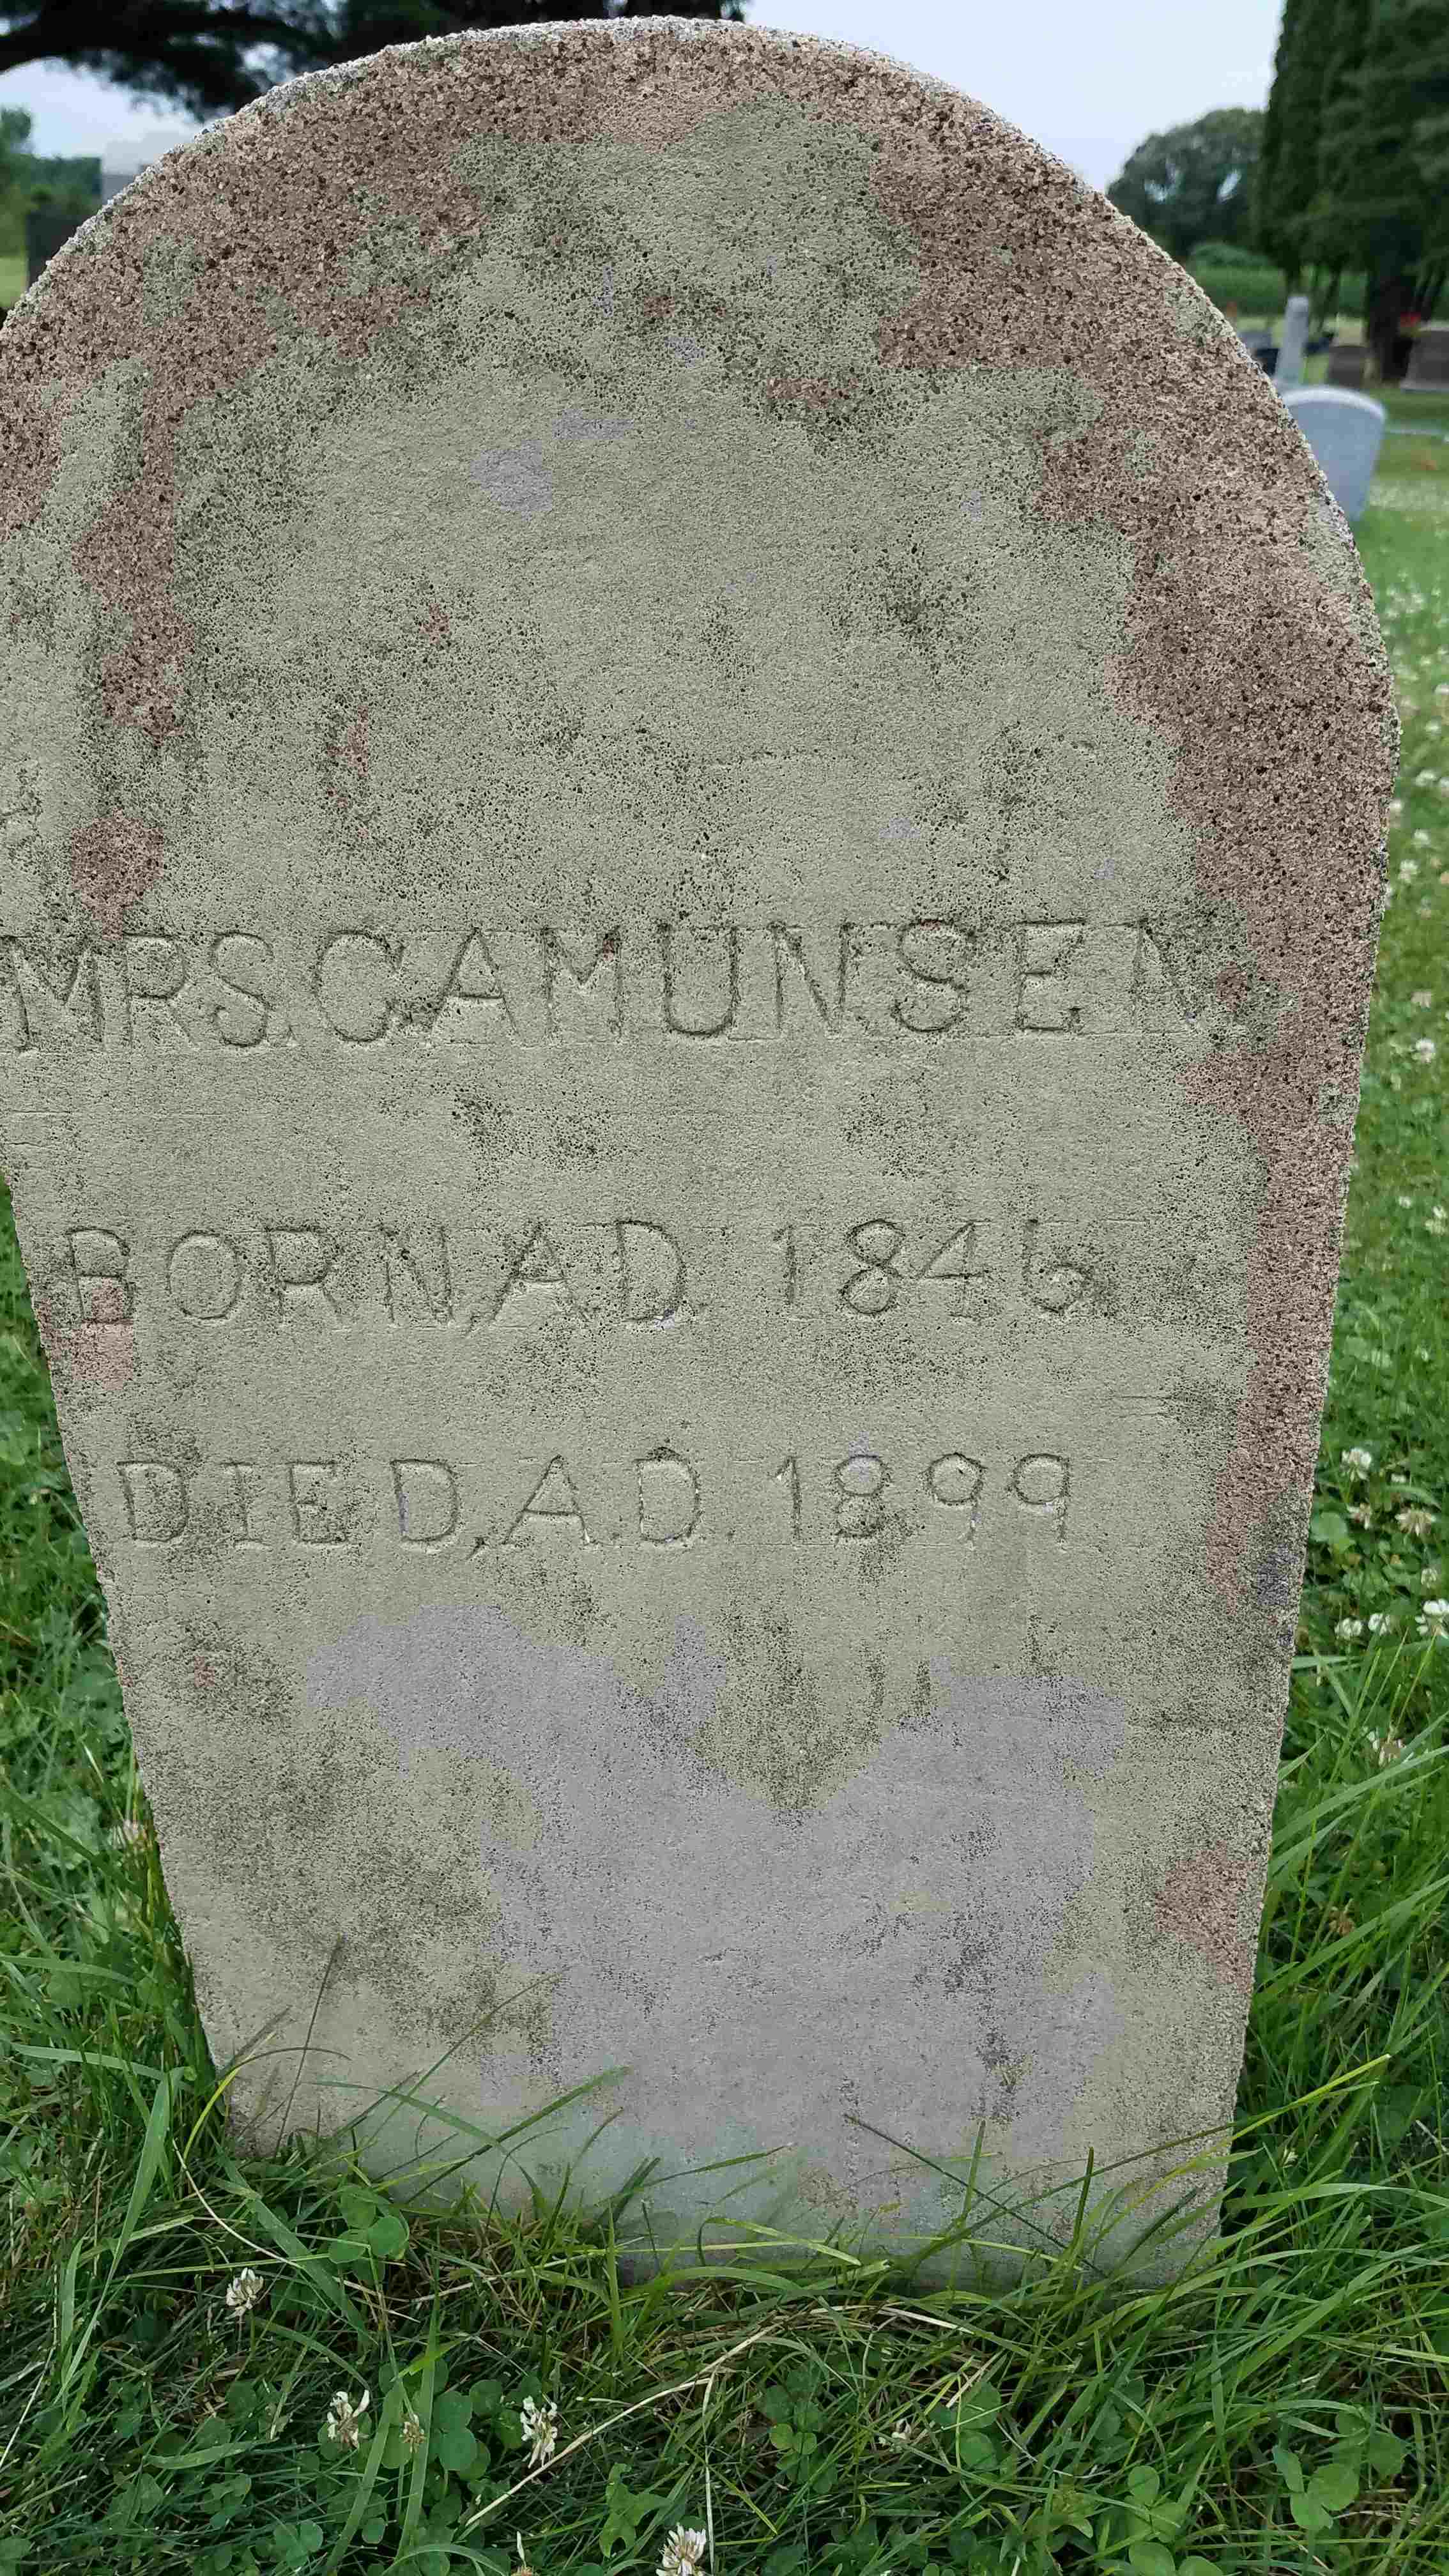 MRS. C. AMUNSEN.
BORN, A.D. 1846
DIED, A.D. 1899